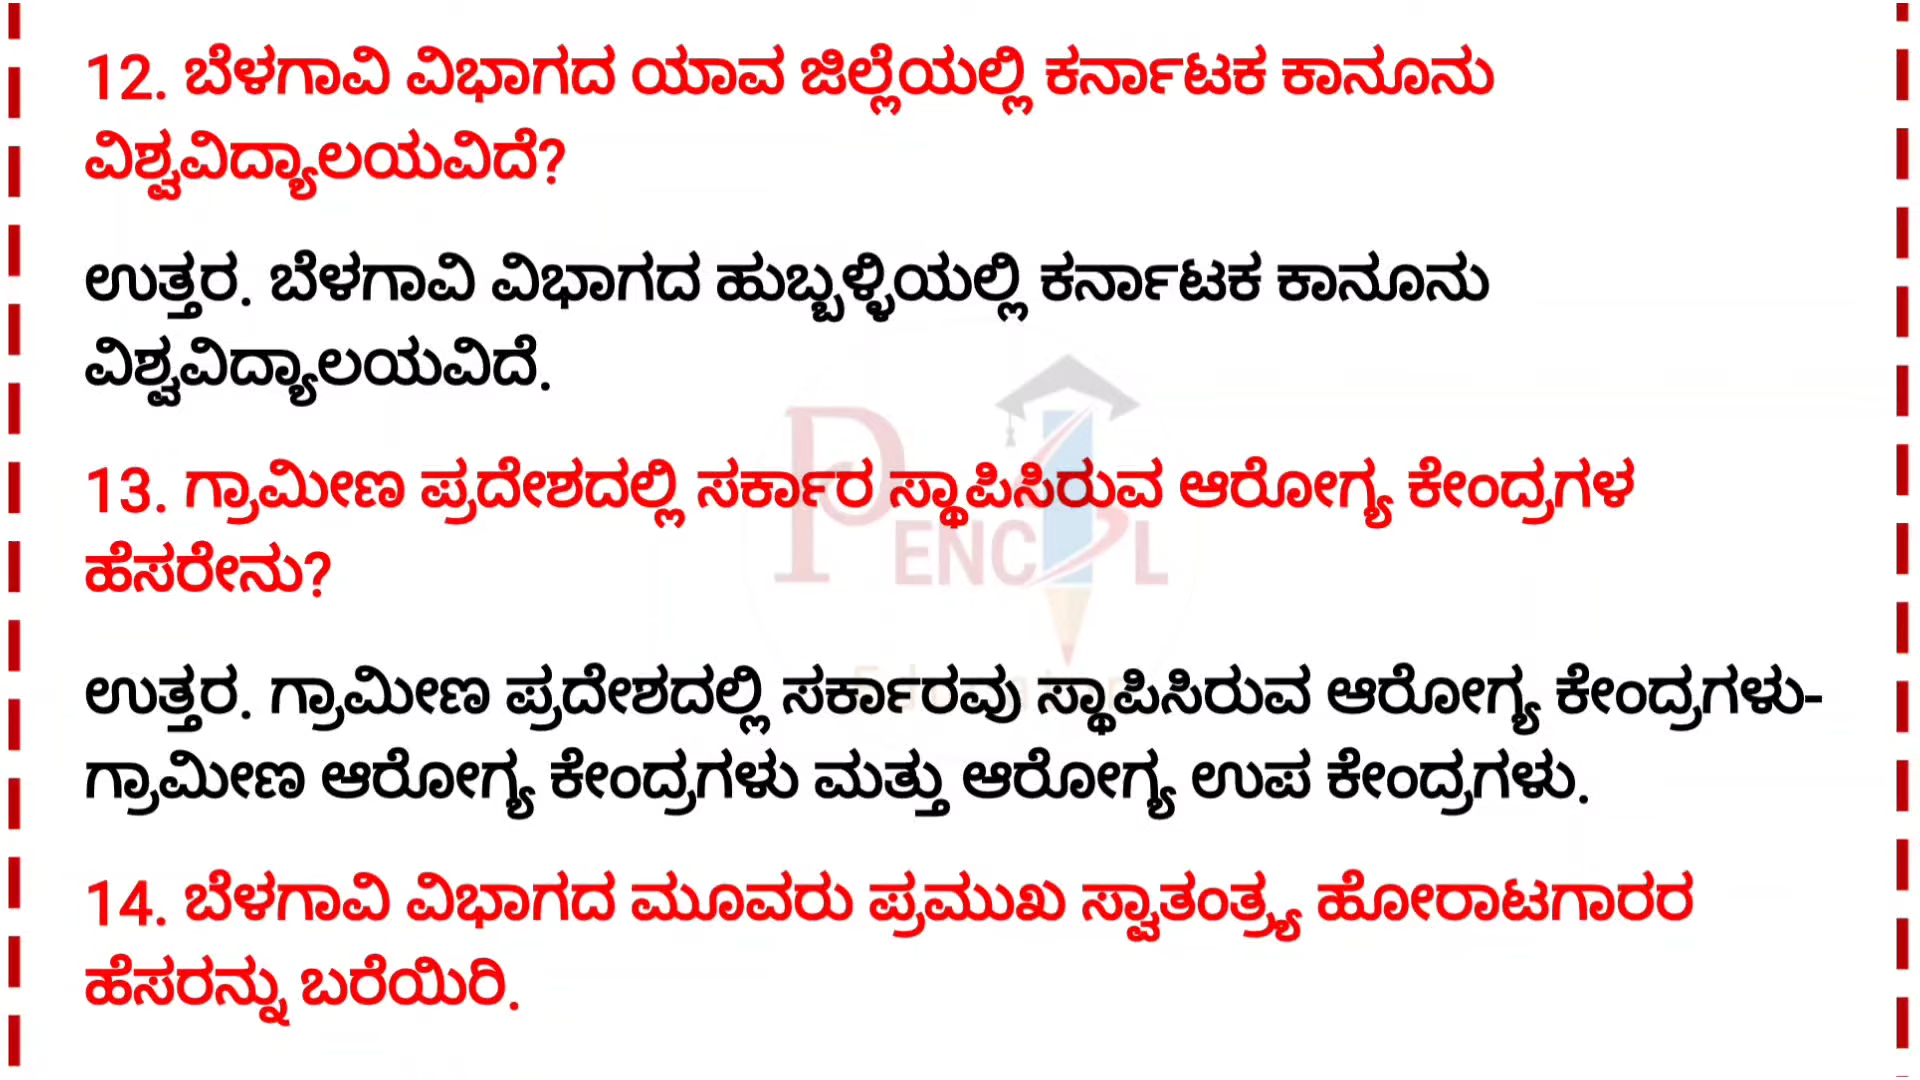 12. ಬೆಳಗಾವಿ ವಿಭಾಗದ ಯಾವ ಜಿಲ್ಲೆಯಲ್ಲಿ ಕರ್ನಾಟಕ ಕಾನೂನು
ವಿಶ್ವವಿದ್ಯಾಲಯವಿದೆ?
ಉತ್ತರ. ಬೆಳಗಾವಿ ವಿಭಾಗದ ಹುಬ್ಬಳ್ಳಿಯಲ್ಲಿ ಕರ್ನಾಟಕ ಕಾನೂನು
ವಿಶ್ವವಿದ್ಯಾಲಯವಿದೆ.
13. ಗ್ರಾಮೀಣ ಪ್ರದೇಶದಲ್ಲಿ ಸರ್ಕಾರ ಸ್ಥಾಪಿಸಿರುವ ಆರೋಗ್ಯ ಕೇಂದ್ರಗಳ
ಹೆಸರೇನು?
PENCIL
ಉತ್ತರ. ಗ್ರಾಮೀಣ ಪ್ರದೇಶದಲ್ಲಿ ಸರ್ಕಾರವು ಸ್ಥಾಪಿಸಿರುವ ಆರೋಗ್ಯ ಕೇಂದ್ರಗಳು-
ಗ್ರಾಮೀಣ ಆರೋಗ್ಯ ಕೇಂದ್ರಗಳು ಮತ್ತು ಆರೋಗ್ಯ ಉಪ ಕೇಂದ್ರಗಳು.
14. ಬೆಳಗಾವಿ ವಿಭಾಗದ ಮೂವರು ಪ್ರಮುಖ ಸ್ವಾತಂತ್ರ್ಯ ಹೋರಾಟಗಾರರ
ಹೆಸರನ್ನು ಬರೆಯಿರಿ.